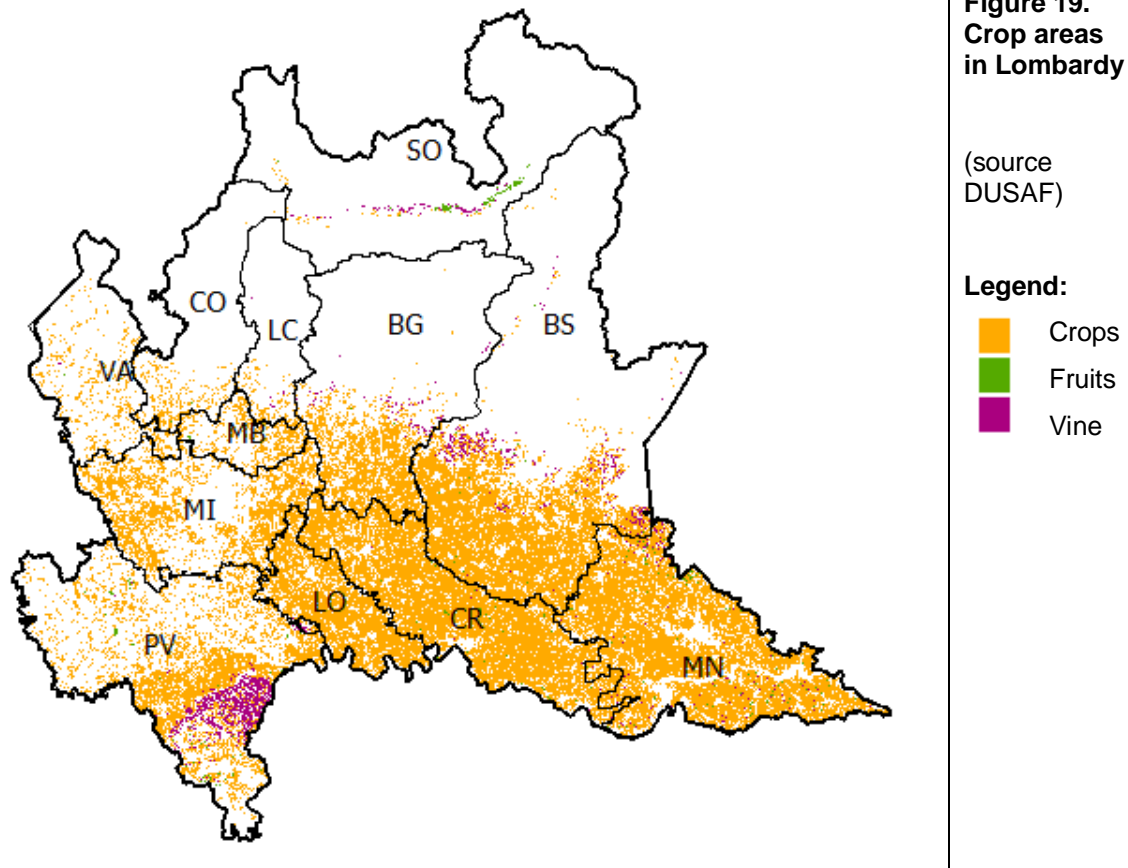 Figure 19.
Crop areas
in Lombardy
(source
DUSAF)
Legend:
Crops
Fruits
Vine
SO
CO
LC
BG
BS
VA
MB
MI
LO
CR
PV
MN